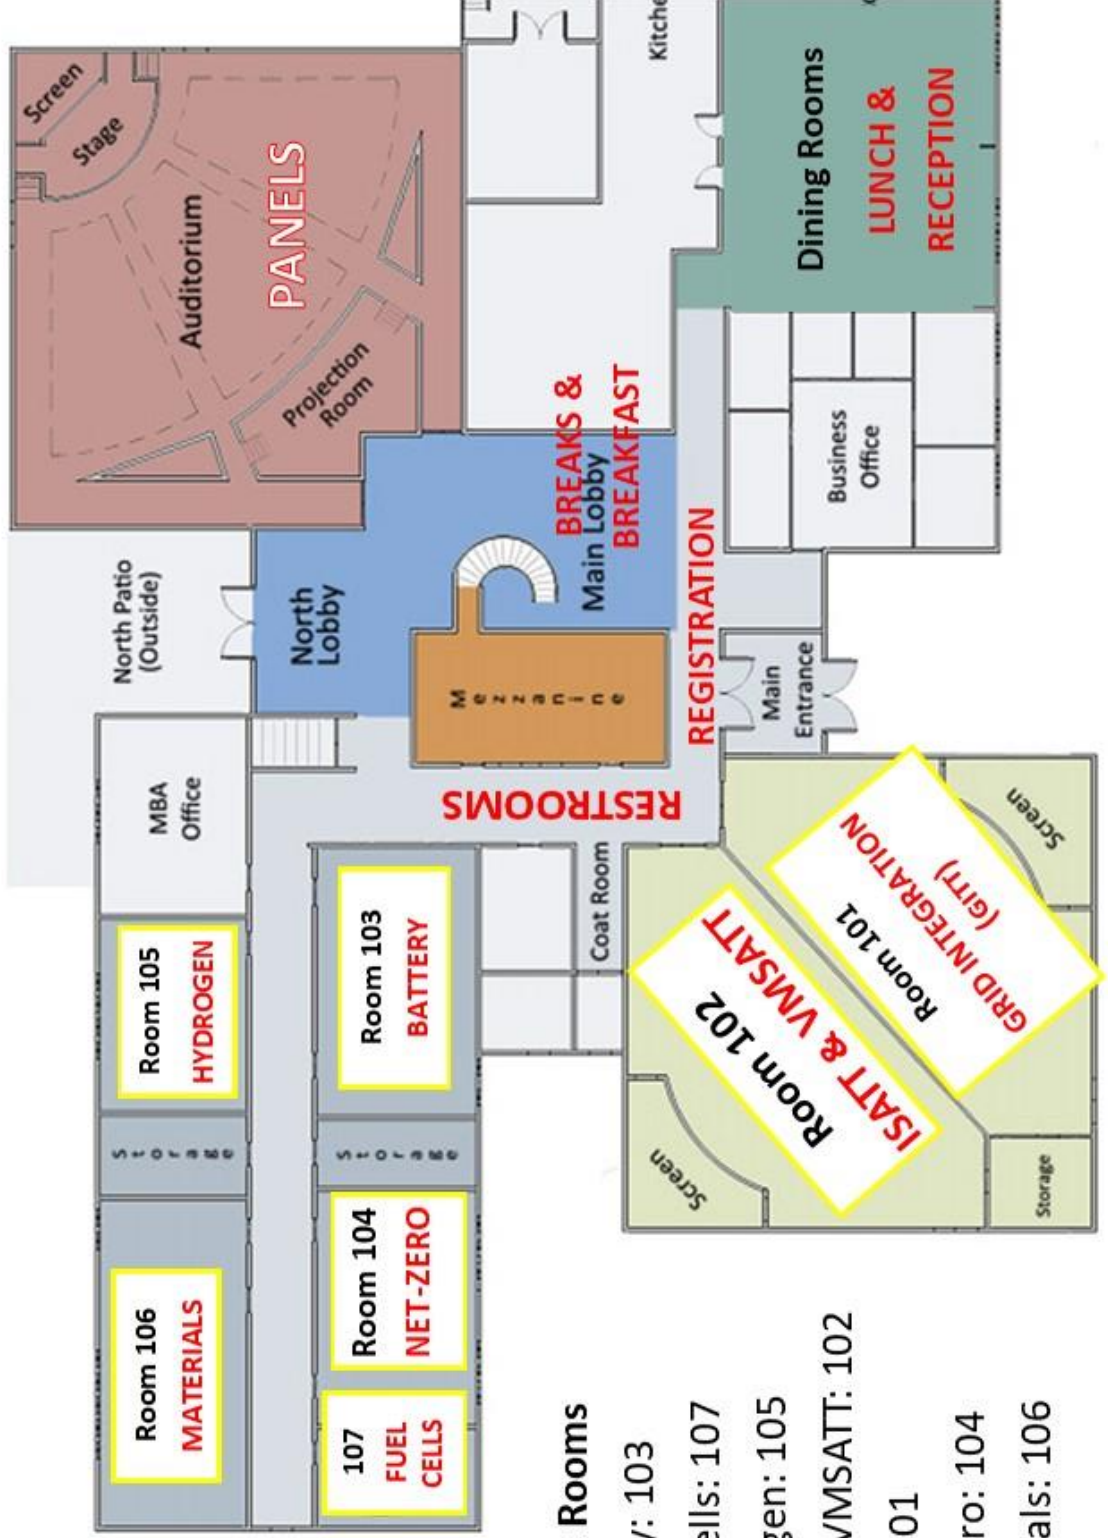 Screen
Stage
Auditorium
PANELS
Projection
Room
North Patio
(Outside)
MBA
Office
Room 105
HYDROGEN
Storage
Room 106
MATERIALS
North
Lobby
Mezzanine
BREAKS &
Main Lobby
BREAKFAST
Kitche
Dining Rooms
LUNCH &
RECEPTION
Business
Office
REGISTRATION
Main
Entrance
RESTROOMS
Room 103
BATTERY
Storage
Room 104
NET-ZERO
107
FUEL
CELLS
Coat Room
Room 102
ISATT & VMSATT
Screen
GRID INTEGRATION
(GITT)
Room 101
Screen
Storage
Rooms
y: 103
ells: 107
gen: 105
VMSATT: 102
01
ro: 104
als: 106